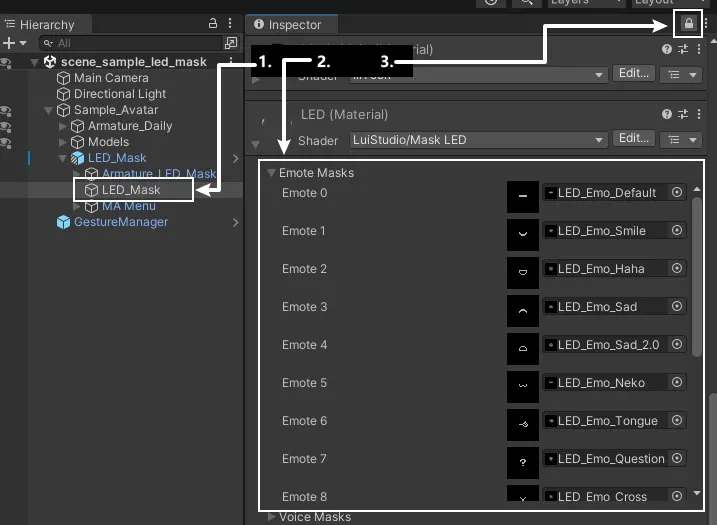 Layers
Layout
Hierarchy
Inspector
All
scene_sample_led_mask
Main Camera
Directional Light
Sample_Avatar
Armature_Daily
Models
LED_Mask
Armature_LED_Mask
LED_Mask
MA Menu
GestureManager
1. 2. 3.
Shader
Edit...
LED (Material)
Shader LuiStudio/Mask LED Edit...
Emote Masks
Emote 0 LED_Emo_Default
Emote 1 LED_Emo_Smile
Emote 2 LED_Emo_Haha
Emote 3 LED_Emo_Sad
Emote 4 LED_Emo_Sad_2.0
Emote 5 LED_Emo_Neko
Emote 6 LED_Emo_Tongue
Emote 7 LED_Emo_Question
Emote 8 LED_Emo_Cross
Voice Masks